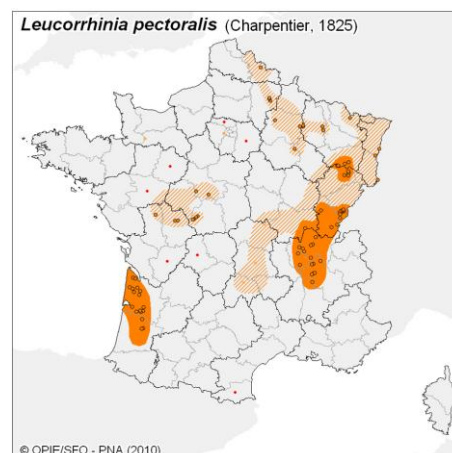 Leucorrhinia pectoralis (Charpentier, 1825)
© OPIE/SFO - PNA (2010)